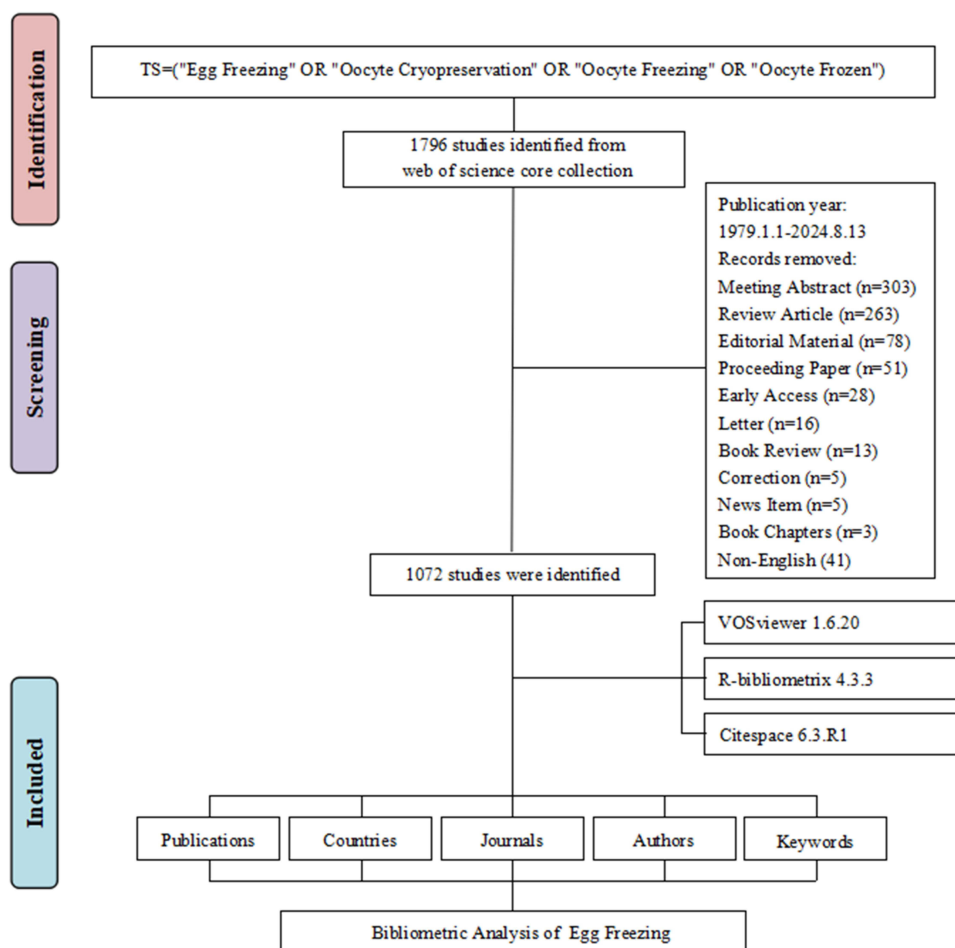 Identification
TS=("Egg Freezing" OR "Oocyte Cryopreservation" OR "Oocyte Freezing" OR "Oocyte Frozen")
1796 studies identified from
web of science core collection
Screening
Publication year:
1979.1.1-2024.8.13
Records removed:
Meeting Abstract (n=303)
Review Article (n=263)
Editorial Material (n=78)
Proceeding Paper (n=51)
Early Access (n=28)
Letter (n=16)
Book Review (n=13)
Correction (n=5)
News Item (n=5)
Book Chapters (n=3)
Non-English (41)
1072 studies were identified
VOSviewer 1.6.20
R-bibliometrix 4.3.3
Citespace 6.3.R1
Included
Publications
Countries
Journals
Authors
Keywords
Bibliometric Analysis of Egg Freezing